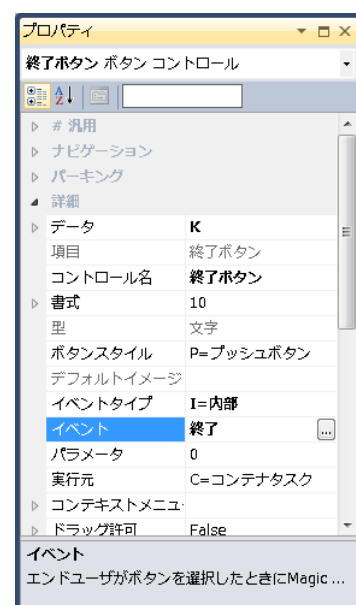 プロパティ
終了ボタン ボタン コントロール
# 汎用
ナビゲーション
パーキング
詳細
データ K
項目 終了ボタン
コントロール名 終了ボタン
書式 10
型 文字
ボタンスタイル P=プッシュボタン
デフォルトイメージ
イベントタイプ I=内部
イベント 終了 ...
パラメータ 0
実行元 C=コンテナタスク
コンテキストメニュ
ドラッグ許可 False
イベント
エンドユーザがボタンを選択したときにMagic ...